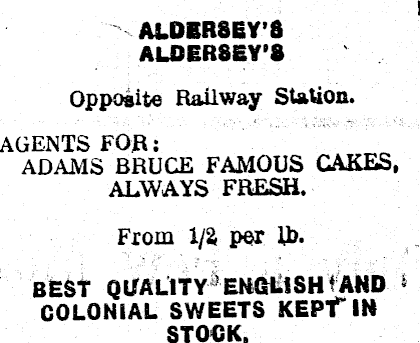 ALDERSEY'S
ALDERSEY'S
Opposite Railway Station.
AGENTS FOR:
ADAMS BRUCE FAMOUS CAKES,
ALWAYS FRESH.
From 1/2 per lb.
BEST QUALITY ENGLISH AND
COLONIAL SWEETS KEPT IN
STOCK.